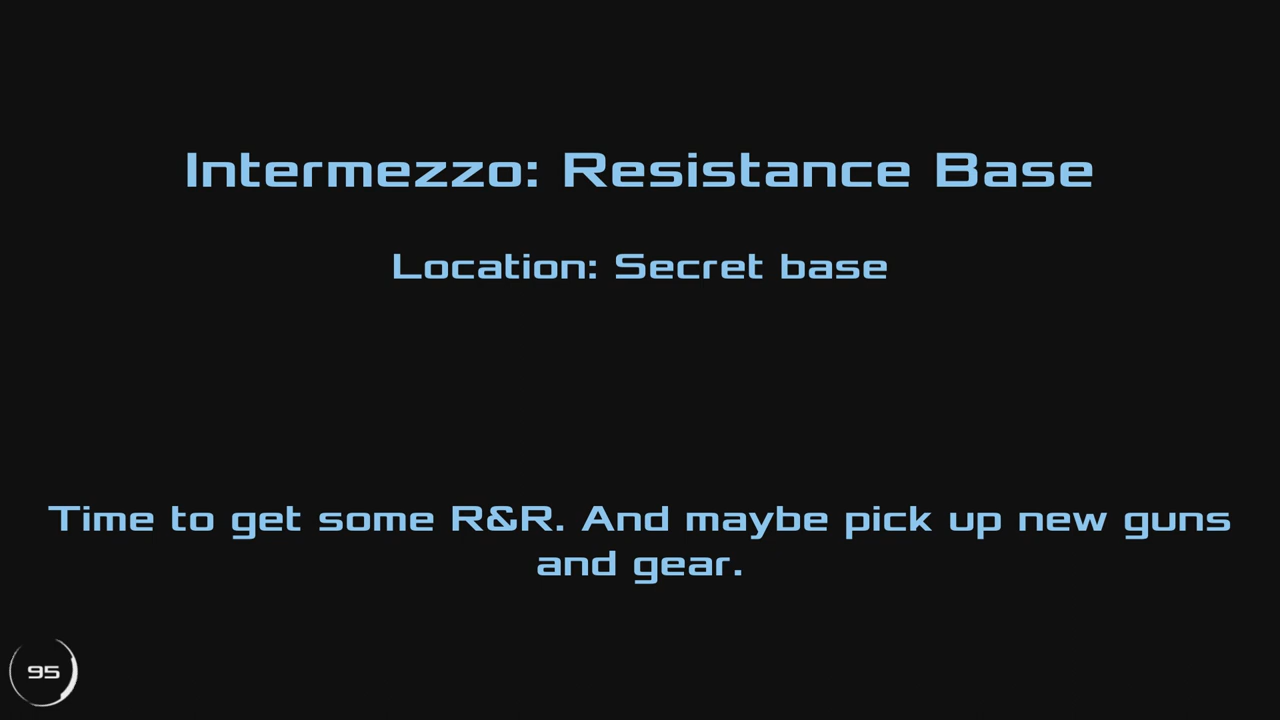 Intermezzo: Resistance Base
Location: Secret base
Time to get some R&R. And maybe pick up new guns
and gear.
95